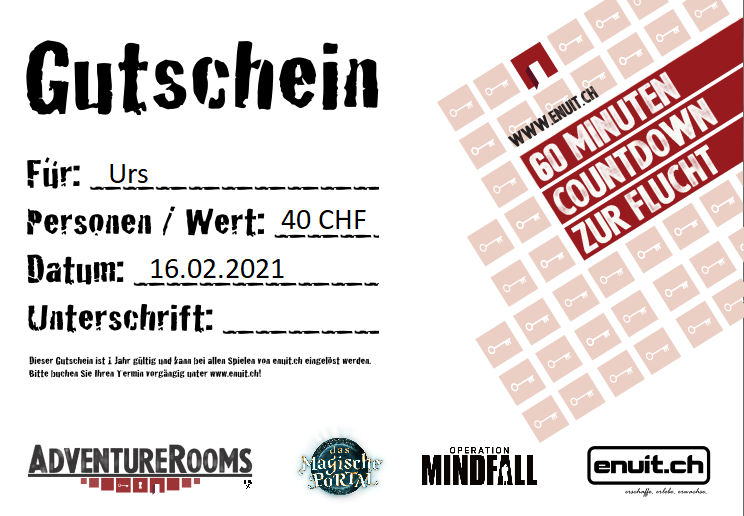 Gutschein
Für: Urs
Personen / Wert: 40 CHF
Datum: 16.02.2021
Unterschrift:
Dieser Gutschein ist 1 Jahr gültig und kann bei allen Spielen von enuit.ch eingelöst werden.
Bitte buchen Sie Ihren Termin vorgängig unter www.enuit.ch!
WWW.ENUIT.CH
60 MINUTEN
COUNTDOWN
ZUR FLUCHT
ADVENTUREROOMS
das
Magische
PoRTAL
OPERATION
MINDFALL
enuit.ch
erschaffe, erlebe, erwache.